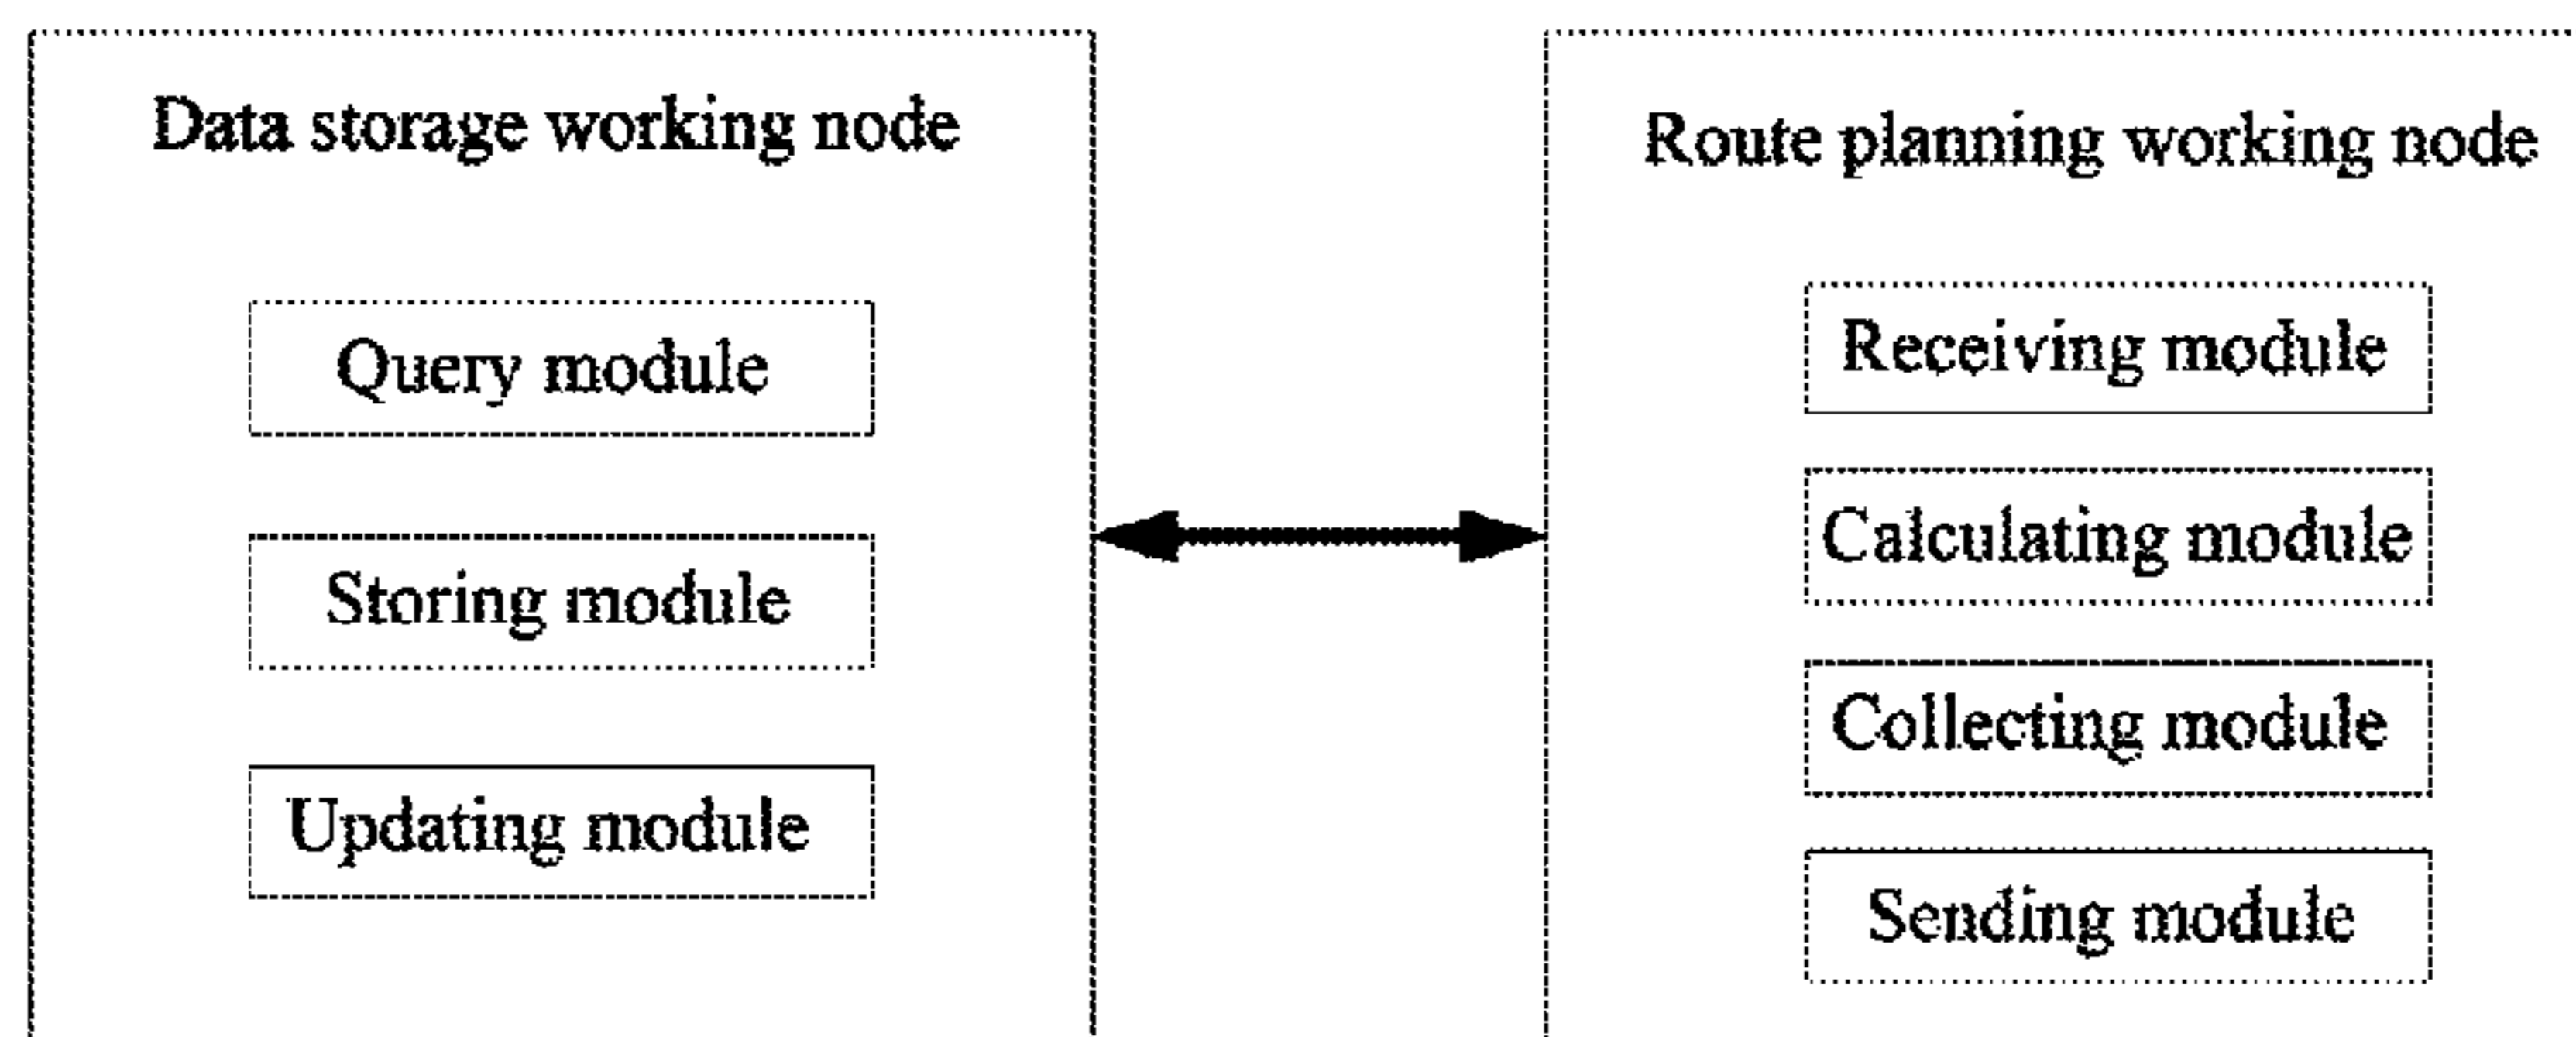 Data storage working node
Query module
Storing module
Updating module
Route planning working node
Receiving module
Calculating module
Collecting module
Sending module